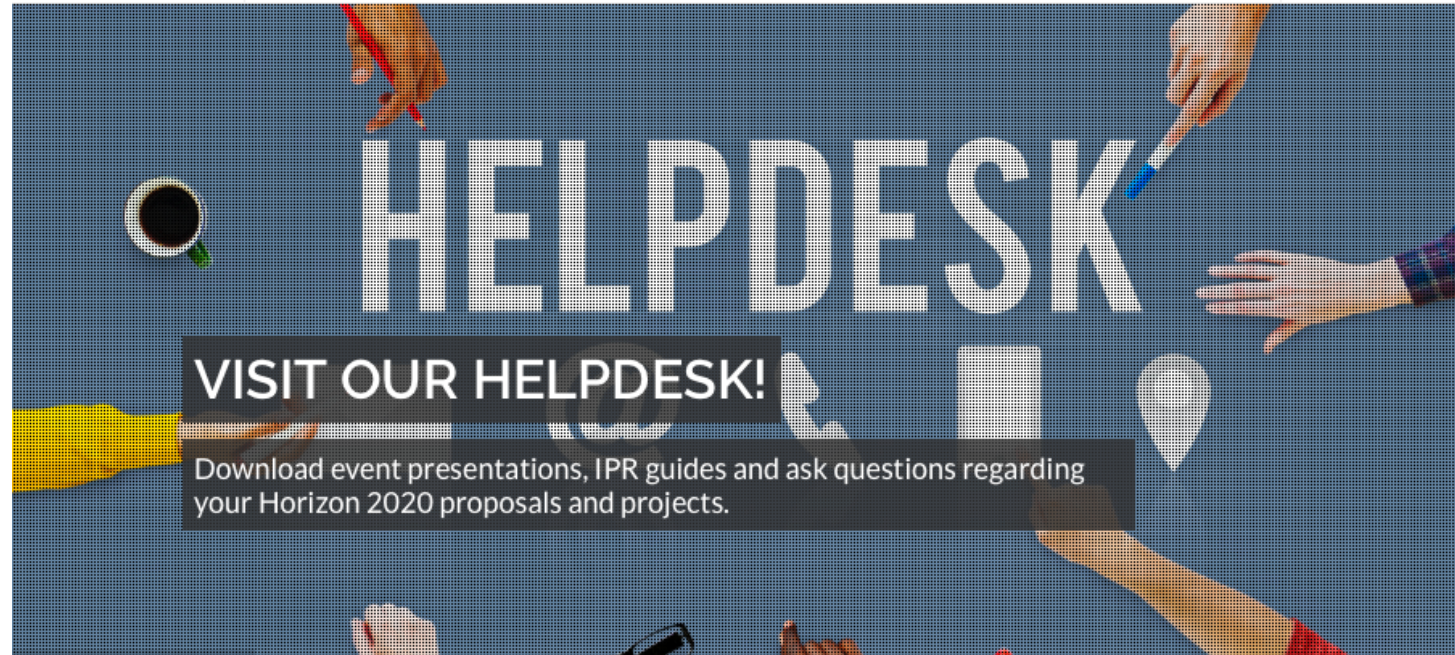 HELPDESK
VISIT OUR HELPDESK!
@
Download event presentations, IPR guides and ask questions regarding
your Horizon 2020 proposals and projects.